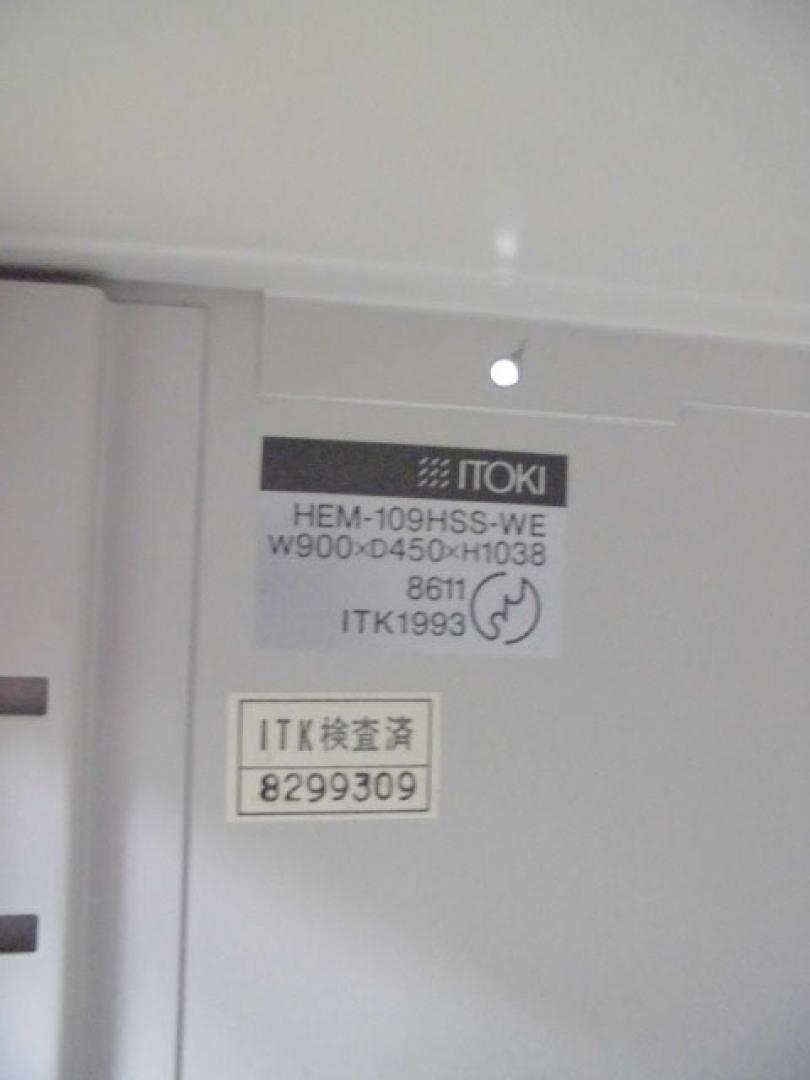 ITOKI
HEM-109HSS-WE
W900×D450×H1038
8611
ITK1993
ITK検査済
8299309